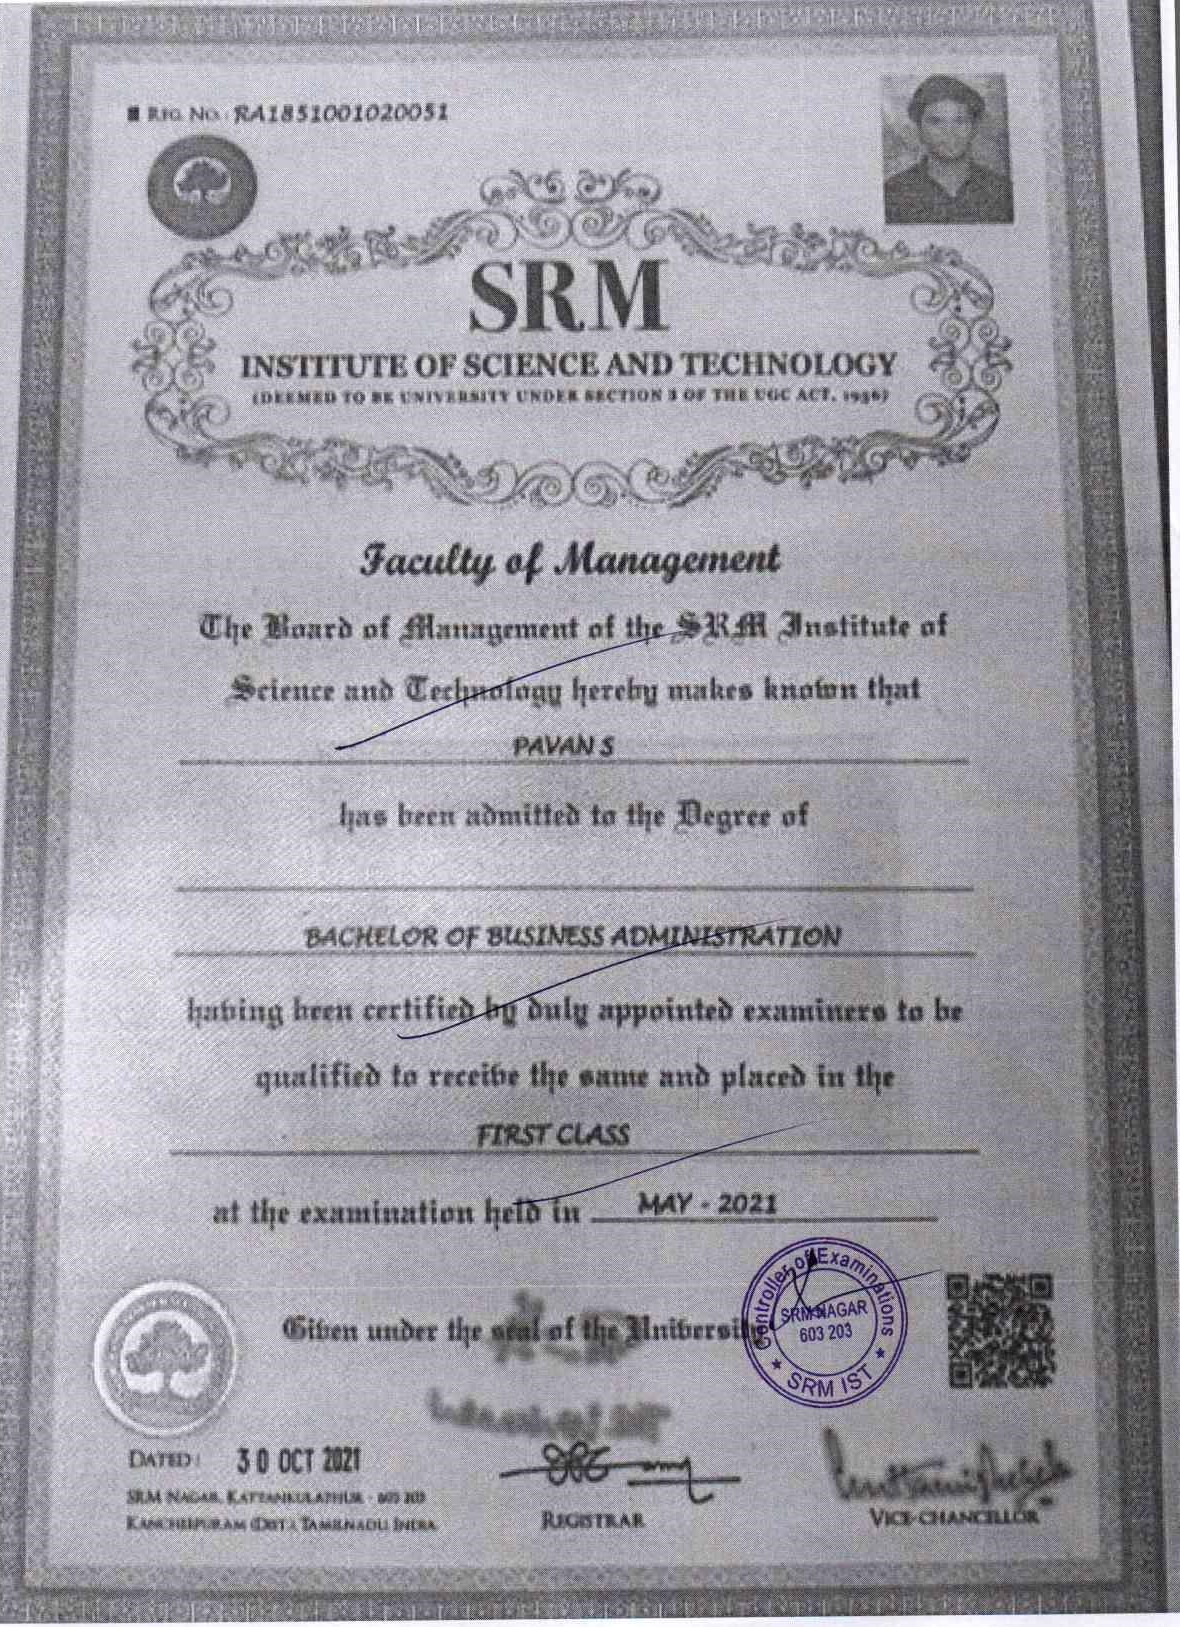 REG. NO. : RA1851001020051
SRM
INSTITUTE OF SCIENCE AND TECHNOLOGY
(DEEMED TO BE UNIVERSITY UNDER SECTION 3 OF THE UGC ACT, 1956)
Faculty of Management
The Board of Management of the SRM Institute of
Science and Technology hereby makes known that
PAVAN S
has been admitted to the Degree of
BACHELOR OF BUSINESS ADMINISTRATION
having been certified by duly appointed examiners to be
qualified to receive the same and placed in the
FIRST CLASS
at the examination held in MAY - 2021
Given under the seal of the University
Controller of Examinations
SRM NAGAR
603 203
★ SRM IST ★
DATED : 30 OCT 2021
SRM NAGAR, KATTANKULATHUR - 603 203
KANCHEEPURAM (DIST.) TAMILNADU, INDIA
REGISTRAR
VICE-CHANCELLOR